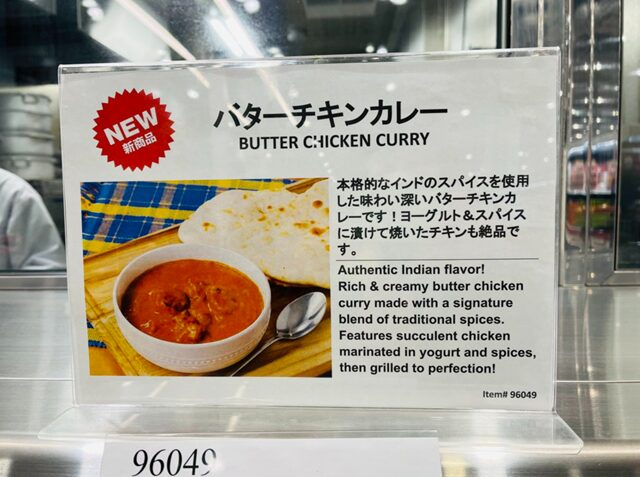 NEW
新商品
バターチキンカレー
BUTTER CHICKEN CURRY
本格的なインドのスパイスを使用
した味わい深いバターチキンカ
レーです！ヨーグルト＆スパイス
に漬けて焼いたチキンも絶品で
す。
Authentic Indian flavor!
Rich & creamy butter chicken
curry made with a signature
blend of traditional spices.
Features succulent chicken
marinated in yogurt and spices,
then grilled to perfection!
Item# 96049
96049